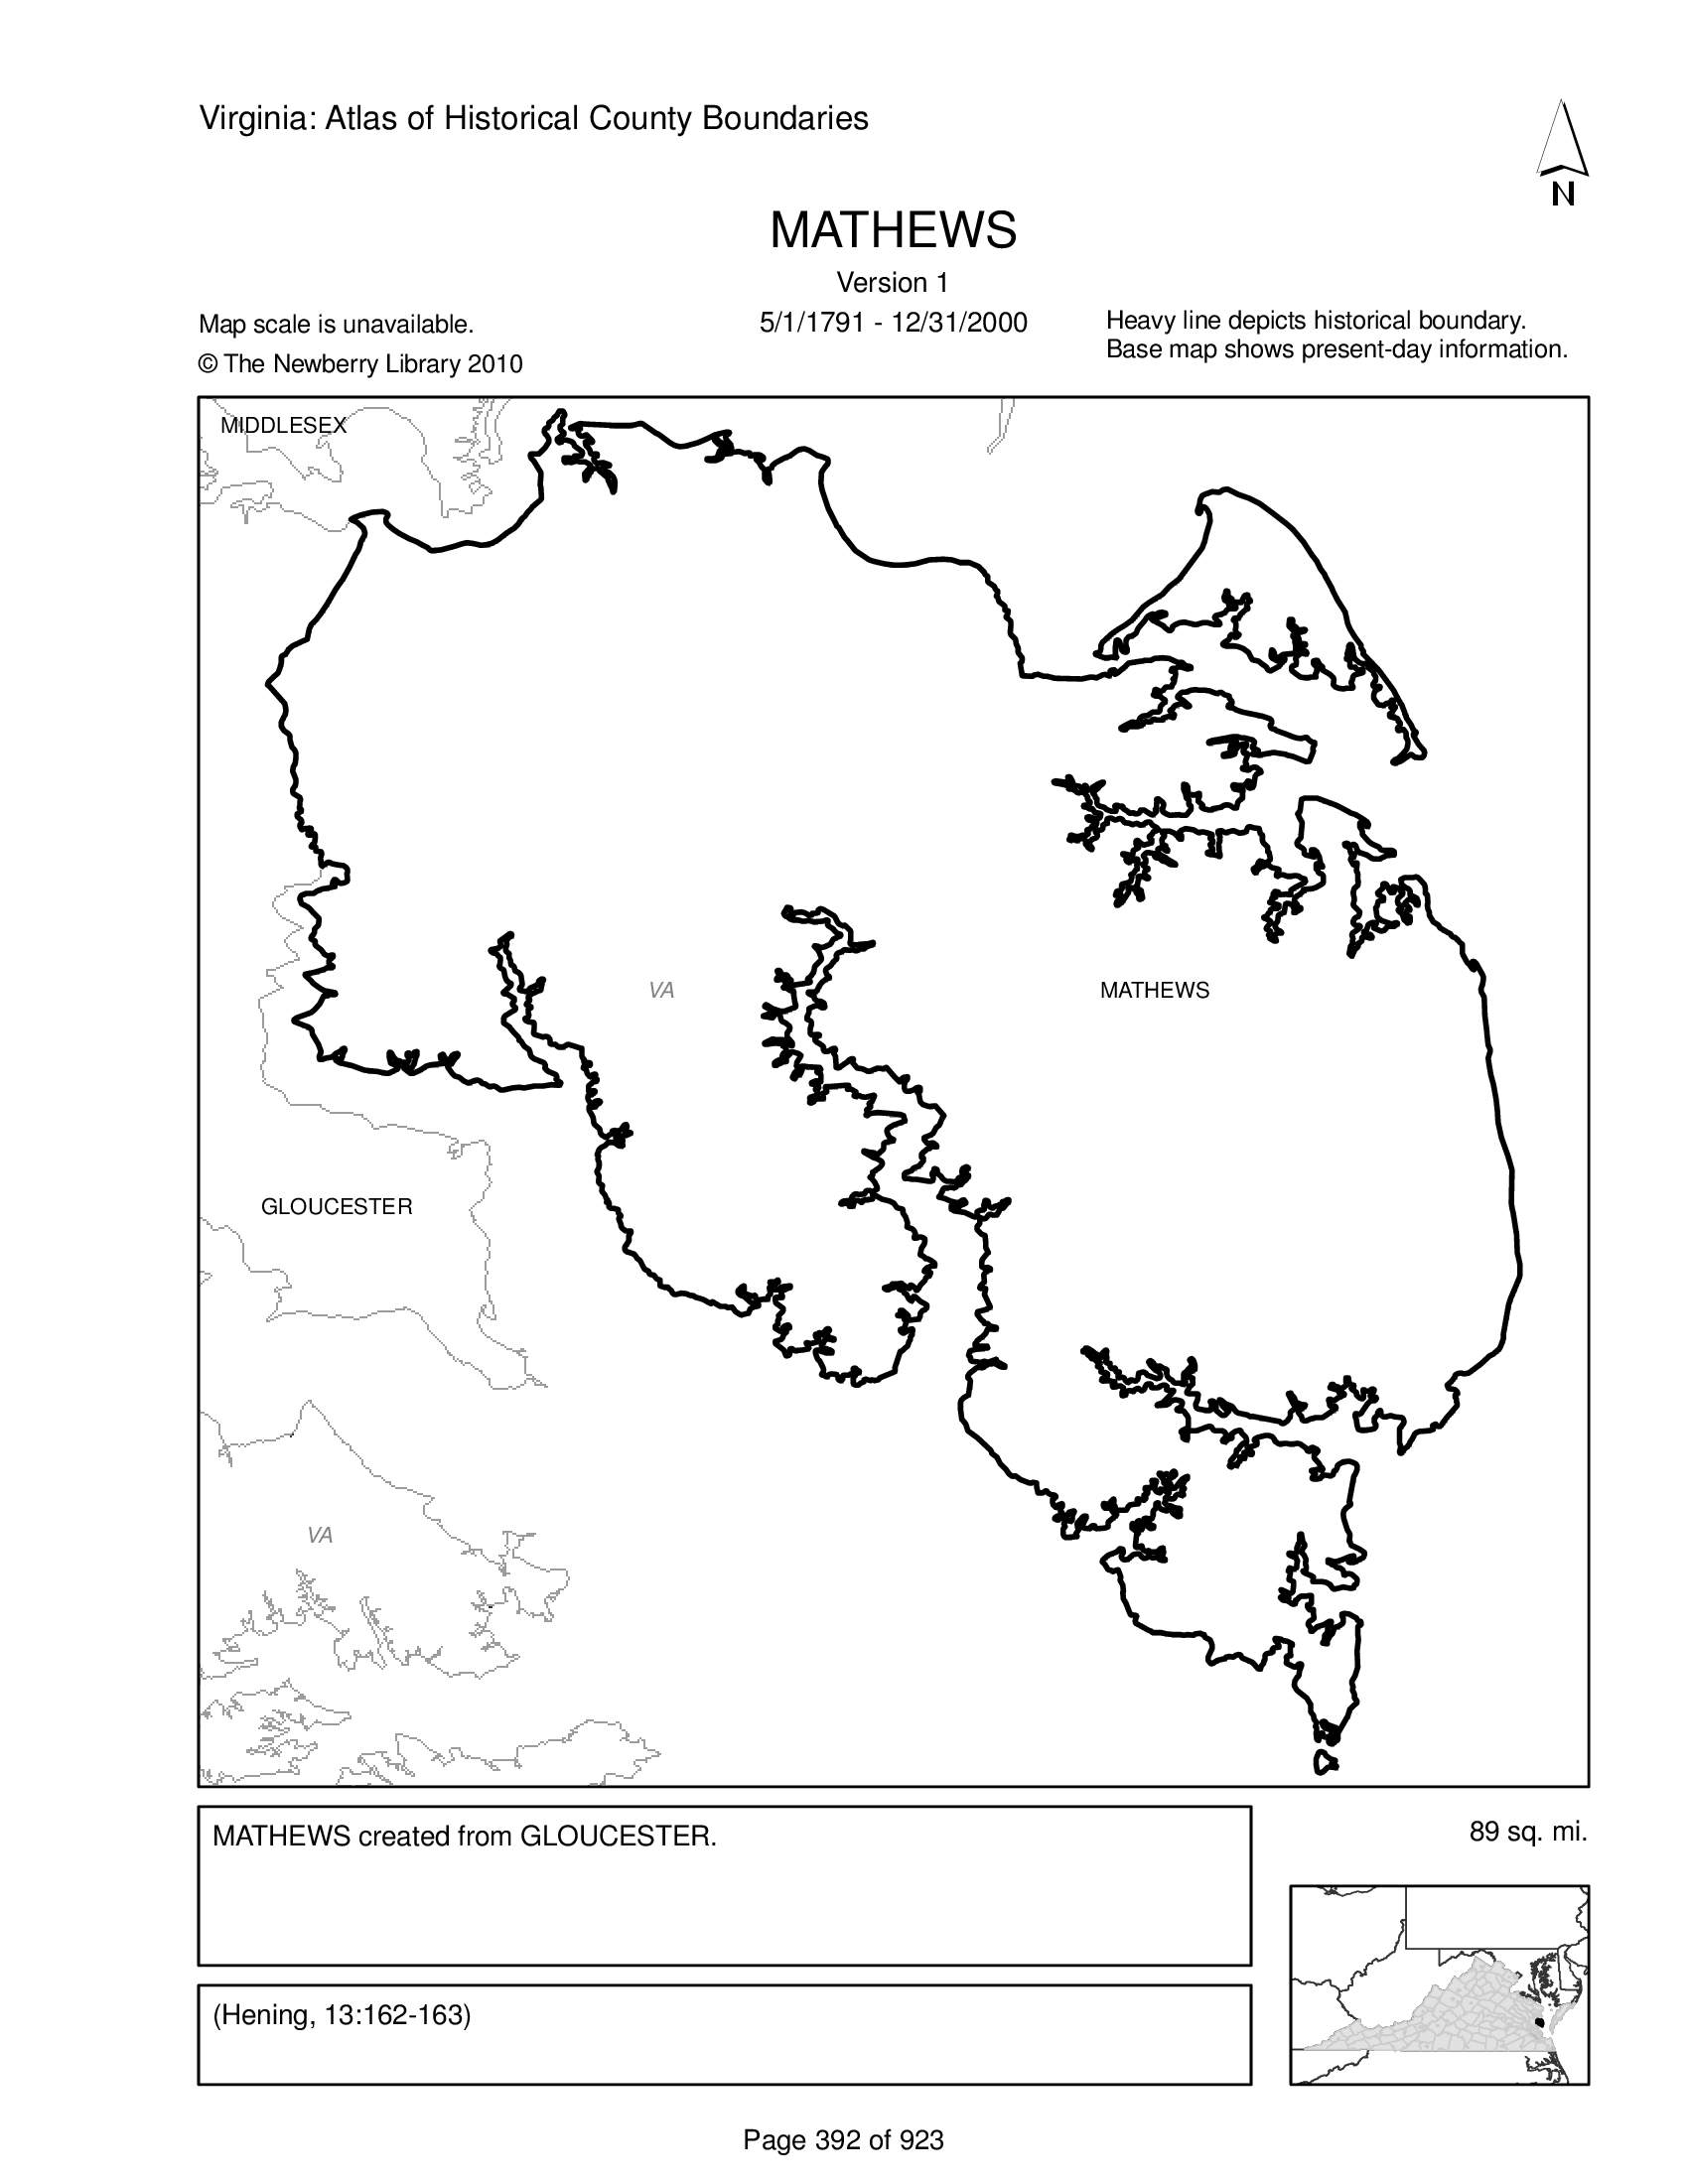 Virginia: Atlas of Historical County Boundaries
N
MATHEWS
Version 1
5/1/1791 - 12/31/2000
Map scale is unavailable.
© The Newberry Library 2010
Heavy line depicts historical boundary.
Base map shows present-day information.
MIDDLESEX
VA
MATHEWS
GLOUCESTER
VA
MATHEWS created from GLOUCESTER.
89 sq. mi.
(Hening, 13:162-163)
Page 392 of 923